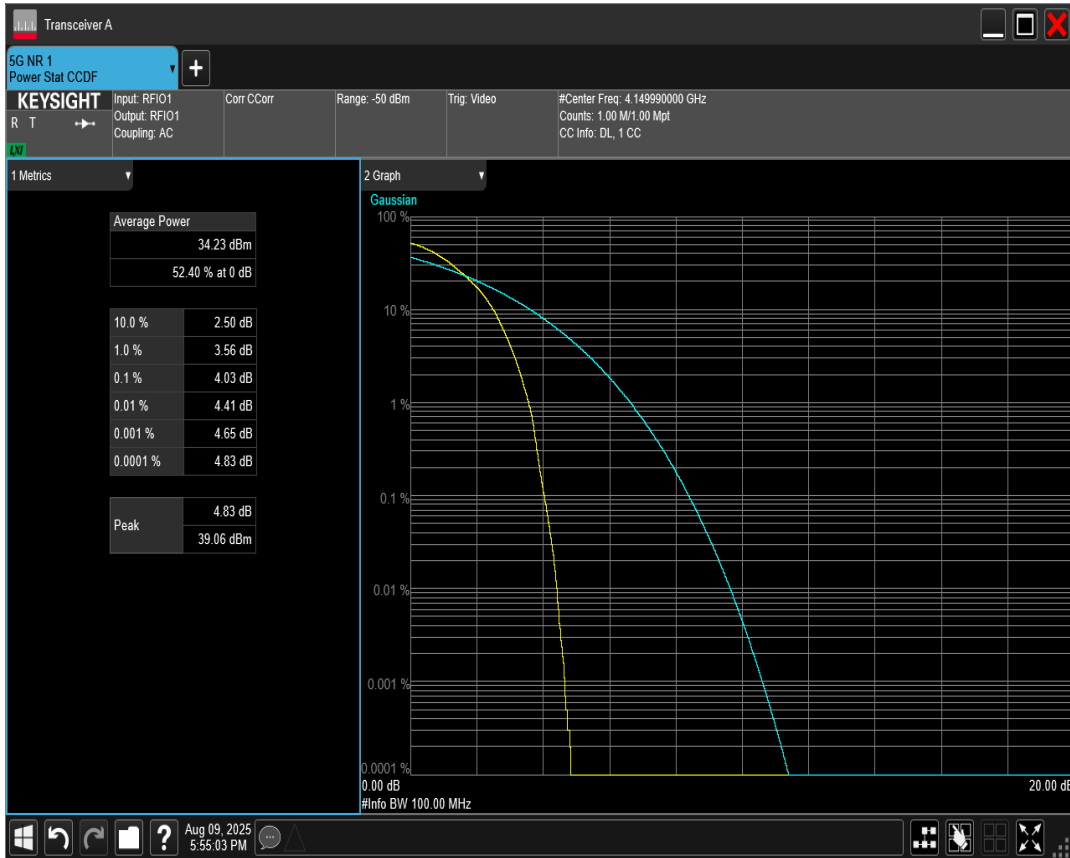 Transceiver A
5G NR 1
Power Stat CCDF
+
KEYSIGHT
R T
LXI
Input: RFIO1
Output: RFIO1
Coupling: AC
Corr CCorr
Range: -50 dBm
Trig: Video
#Center Freq: 4.149990000 GHz
Counts: 1.00 M/1.00 Mpt
CC Info: DL, 1 CC
1 Metrics
Average Power
34.23 dBm
52.40 % at 0 dB
10.0 % 2.50 dB
1.0 % 3.56 dB
0.1 % 4.03 dB
0.01 % 4.41 dB
0.001 % 4.65 dB
0.0001 % 4.83 dB
Peak
4.83 dB
39.06 dBm
2 Graph
Gaussian
100 %
10 %
1 %
0.1 %
0.01 %
0.001 %
0.0001 %
0.00 dB
20.00 dB
#Info BW 100.00 MHz
?
Aug 09, 2025
5:55:03 PM